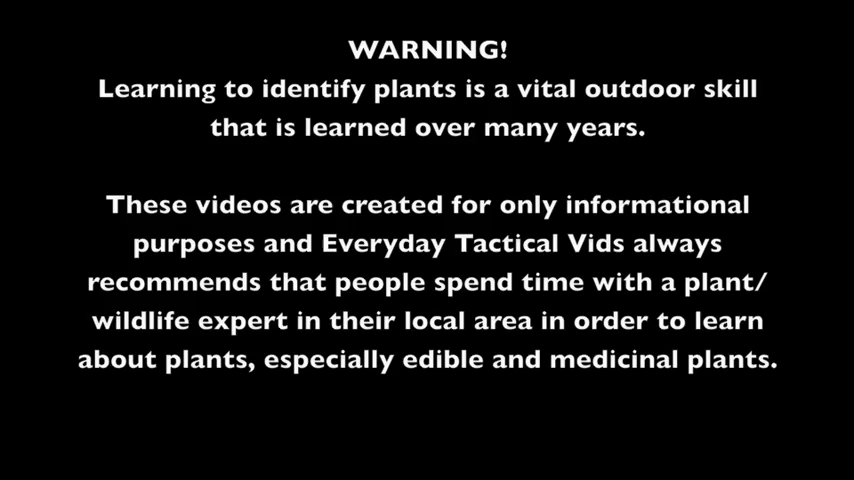 WARNING!
Learning to identify plants is a vital outdoor skill
that is learned over many years.
These videos are created for only informational
purposes and Everyday Tactical Vids always
recommends that people spend time with a plant/
wildlife expert in their local area in order to learn
about plants, especially edible and medicinal plants.